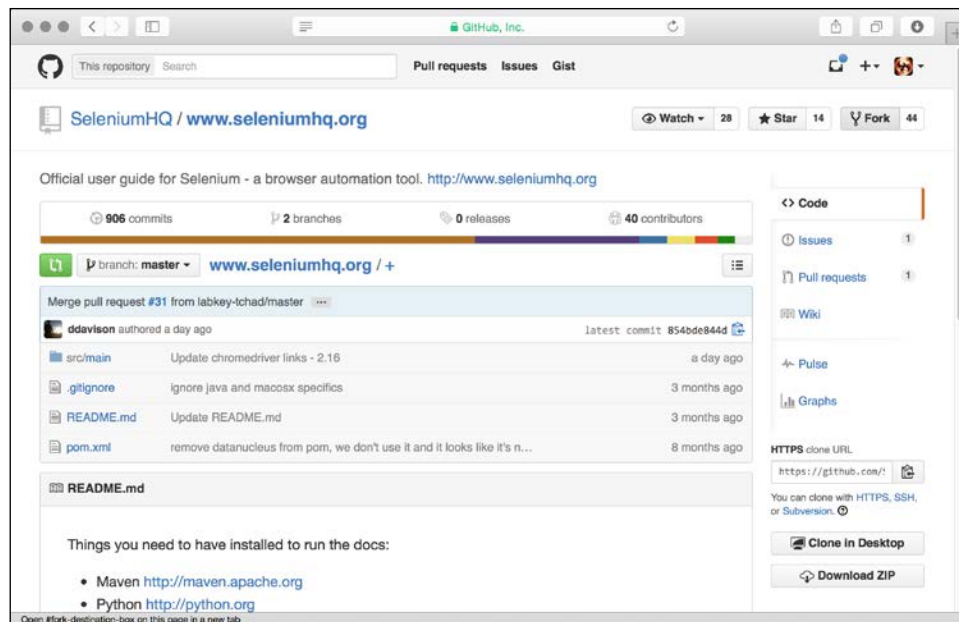 GitHub, Inc.
This repository Search Pull requests Issues Gist
SeleniumHQ / www.seleniumhq.org Watch 28 Star 14 Fork 44
Official user guide for Selenium - a browser automation tool. http://www.seleniumhq.org
906 commits 2 branches 0 releases 40 contributors
branch: master www.seleniumhq.org / +
Merge pull request #31 from labkey-tchad/master ...
ddavison authored a day ago latest commit 854bde844d
src/main Update chromedriver links - 2.16 a day ago
.gitignore ignore java and macosx specifics 3 months ago
README.md Update README.md 3 months ago
pom.xml remove datanucleus from pom, we don't use it and it looks like it's n... 8 months ago
README.md
Things you need to have installed to run the docs:
• Maven http://maven.apache.org
• Python http://python.org
<> Code
Issues 1
Pull requests 1
Wiki
Pulse
Graphs
HTTPS clone URL
https://github.com/
You can clone with HTTPS, SSH,
or Subversion.
Clone in Desktop
Download ZIP
Open #fork-destination-box on this page in a new tab